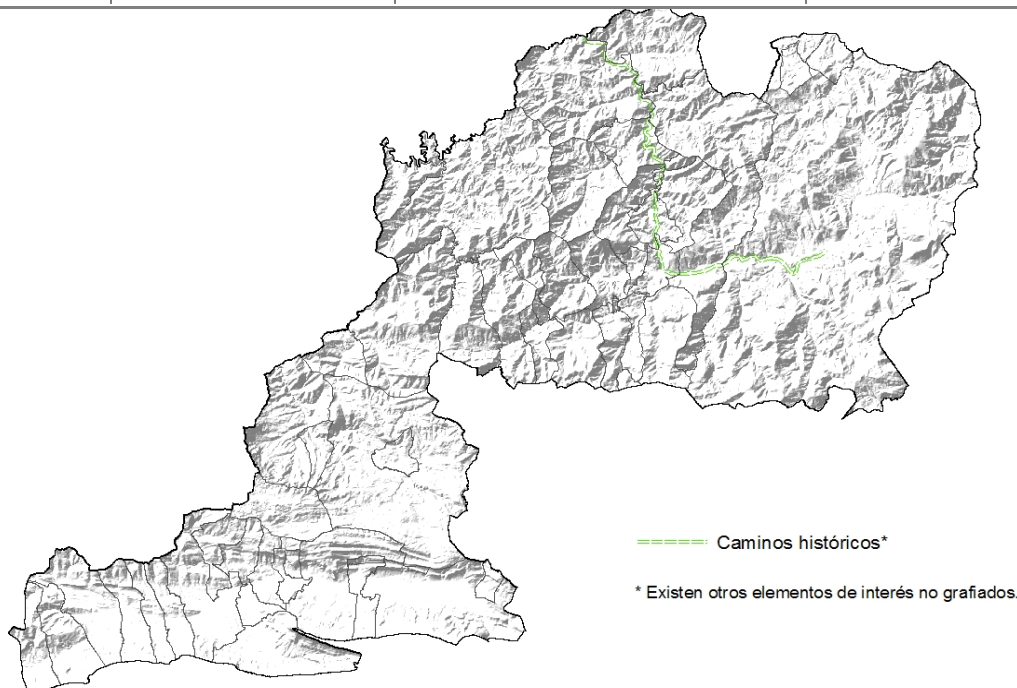 Caminos históricos*
* Existen otros elementos de interés no grafiados.